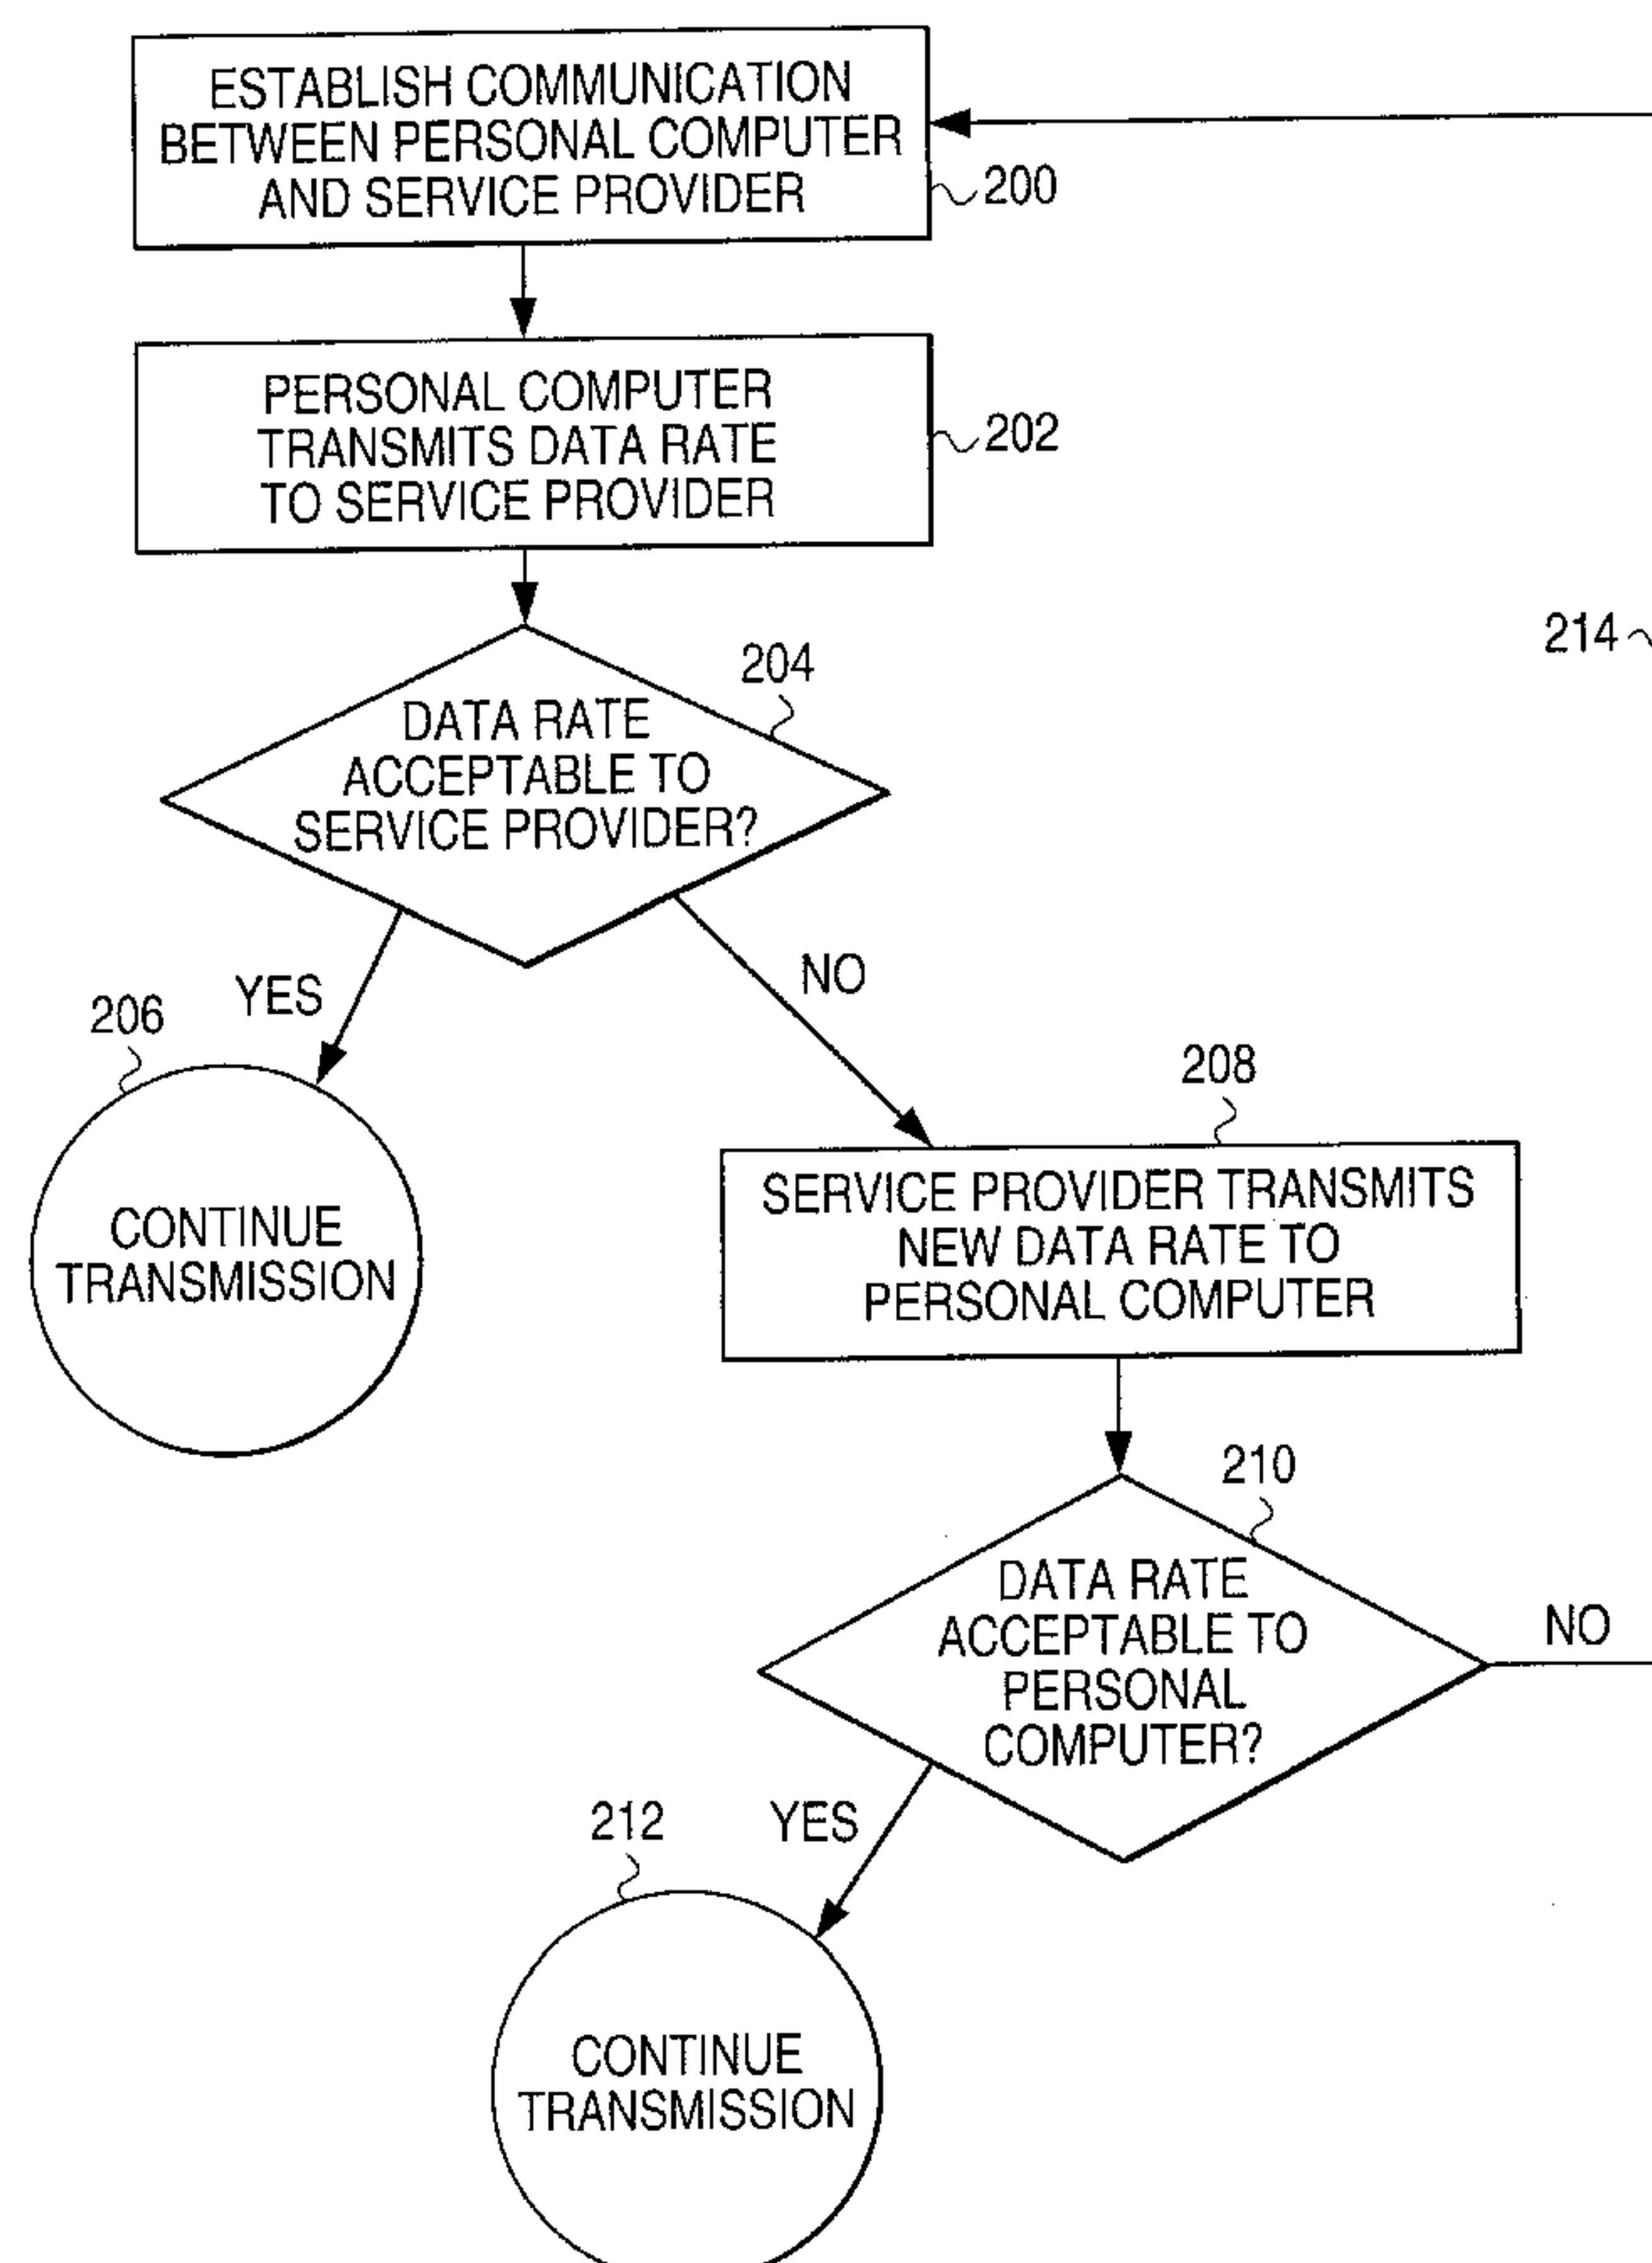 ESTABLISH COMMUNICATION
BETWEEN PERSONAL COMPUTER
AND SERVICE PROVIDER
200
PERSONAL COMPUTER
TRANSMITS DATA RATE
TO SERVICE PROVIDER
202
214
204
DATA RATE
ACCEPTABLE TO
SERVICE PROVIDER?
YES
NO
206
CONTINUE
TRANSMISSION
208
SERVICE PROVIDER TRANSMITS
NEW DATA RATE TO
PERSONAL COMPUTER
210
DATA RATE
ACCEPTABLE TO
PERSONAL
COMPUTER?
NO
YES
212
CONTINUE
TRANSMISSION